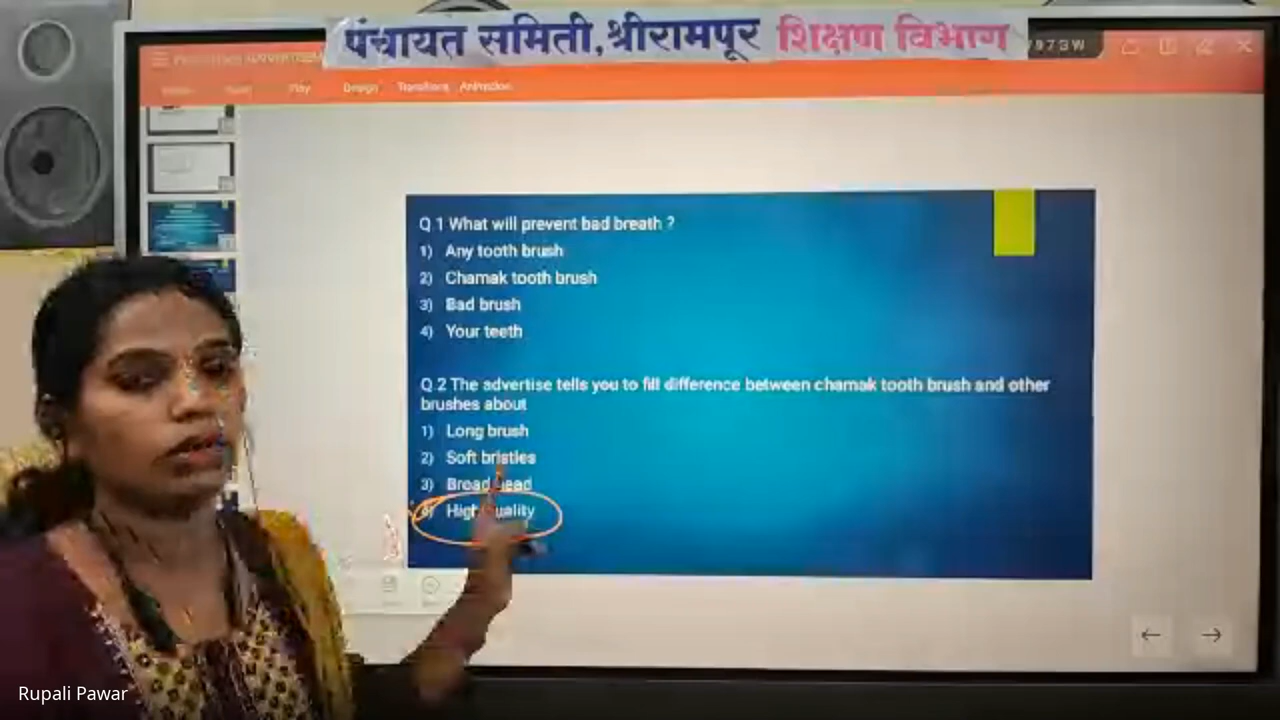 पंचायत समिती,श्रीरामपूर शिक्षण विभाग
Design Transitions Animation
Q 1 What will prevent bad breath ?
1) Any tooth brush
2) Chamak tooth brush
3) Bad brush
4) Your teeth
Q 2 The advertise tells you to fill difference between chamak tooth brush and other
brushes about
1) Long brush
2) Soft bristles
3) Broad head
4) High quality
Rupali Pawar